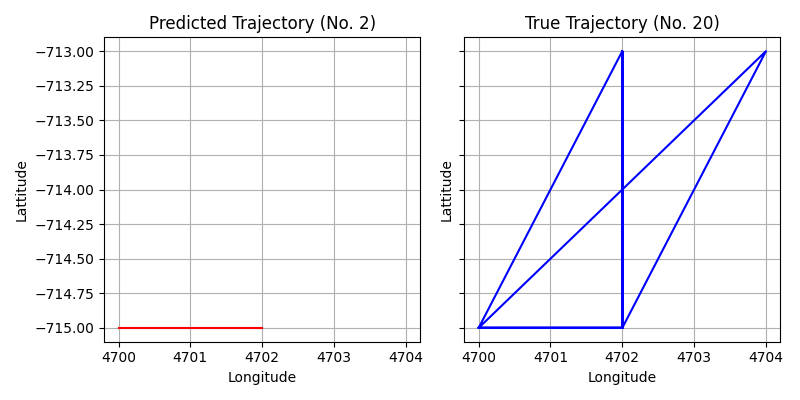 Predicted Trajectory (No. 2)
True Trajectory (No. 20)
−713.00
−713.25
−713.50
−713.75
−714.00
−714.25
−714.50
−714.75
−715.00
Lattitude
Lattitude
4700 4701 4702 4703 4704
4700 4701 4702 4703 4704
Longitude
Longitude